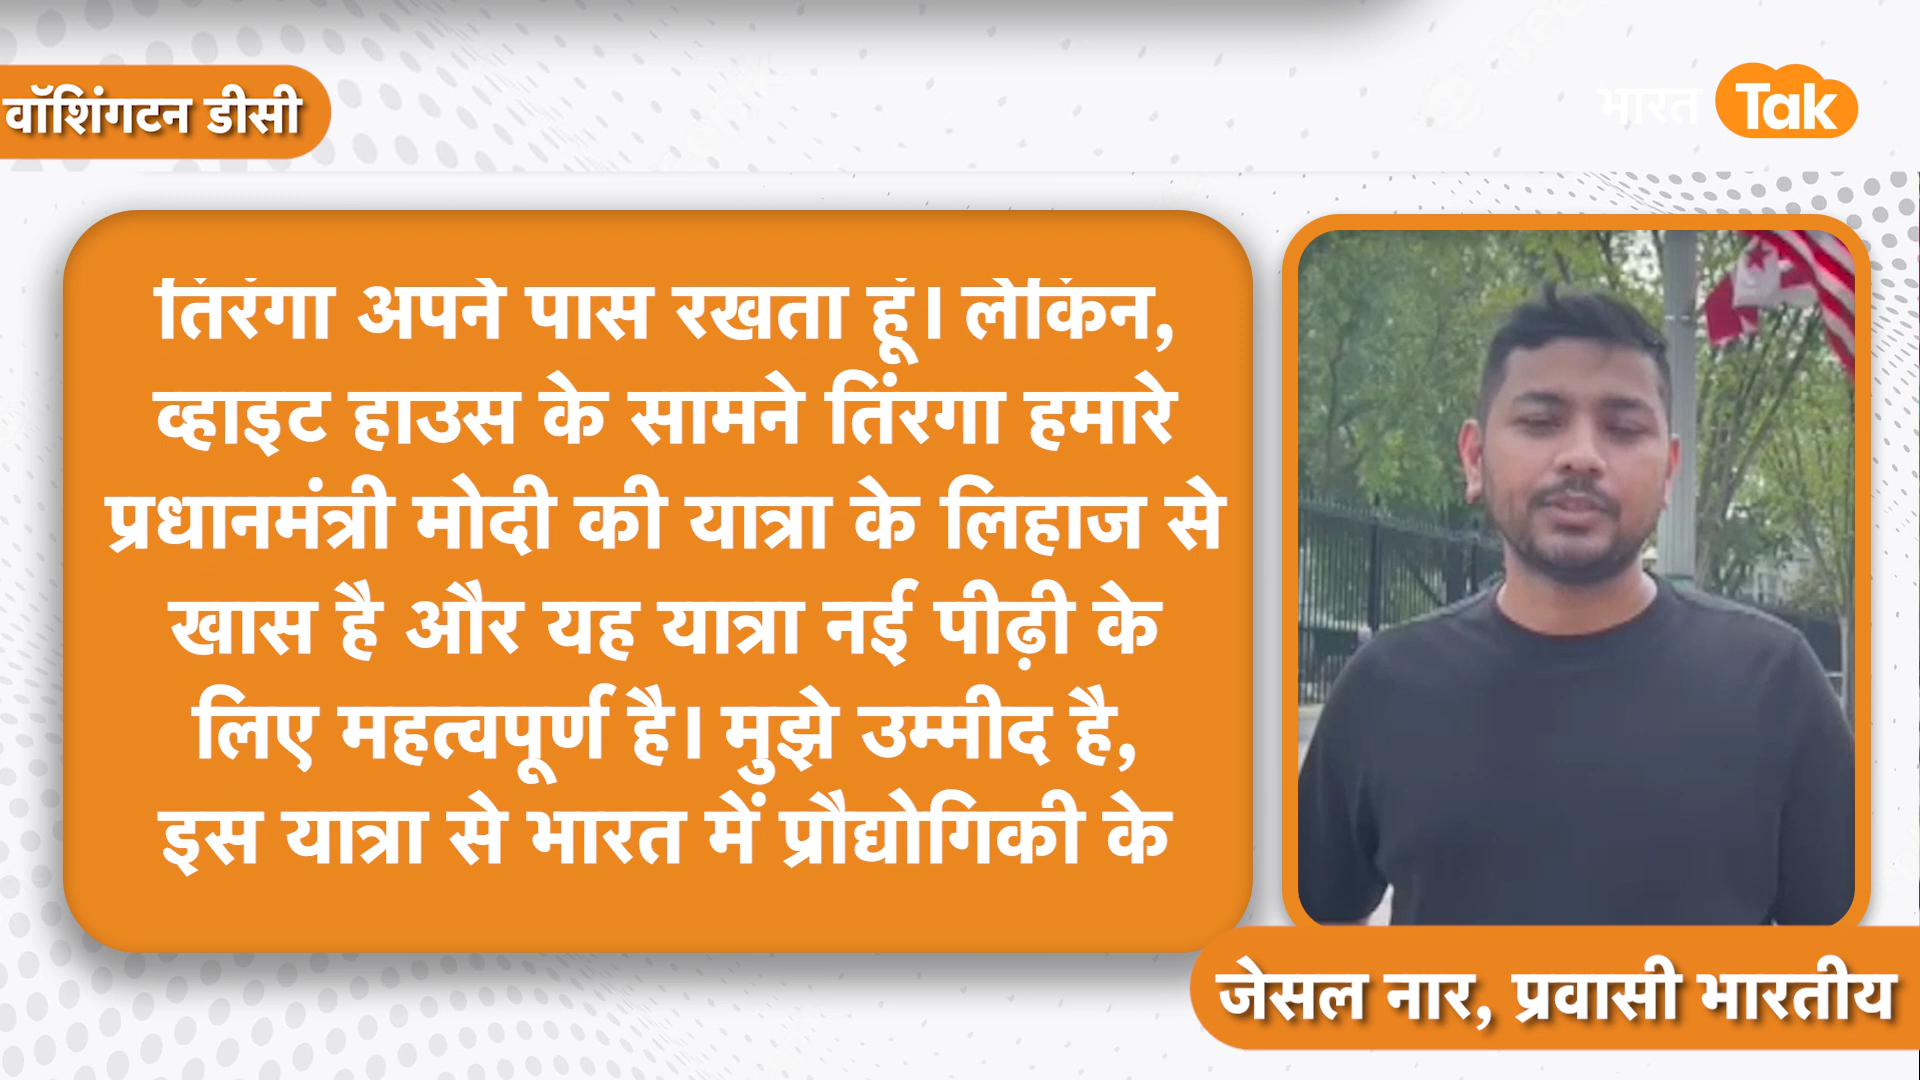 वॉशिंगटन डीसी
भारत Tak
तिरंगा अपने पास रखता हूं। लेकिन,
व्हाइट हाउस के सामने तिंरगा हमारे
प्रधानमंत्री मोदी की यात्रा के लिहाज से
खास है और यह यात्रा नई पीढ़ी के
लिए महत्वपूर्ण है। मुझे उम्मीद है,
इस यात्रा से भारत में प्रौद्योगिकी के
जेसल नार, प्रवासी भारतीय